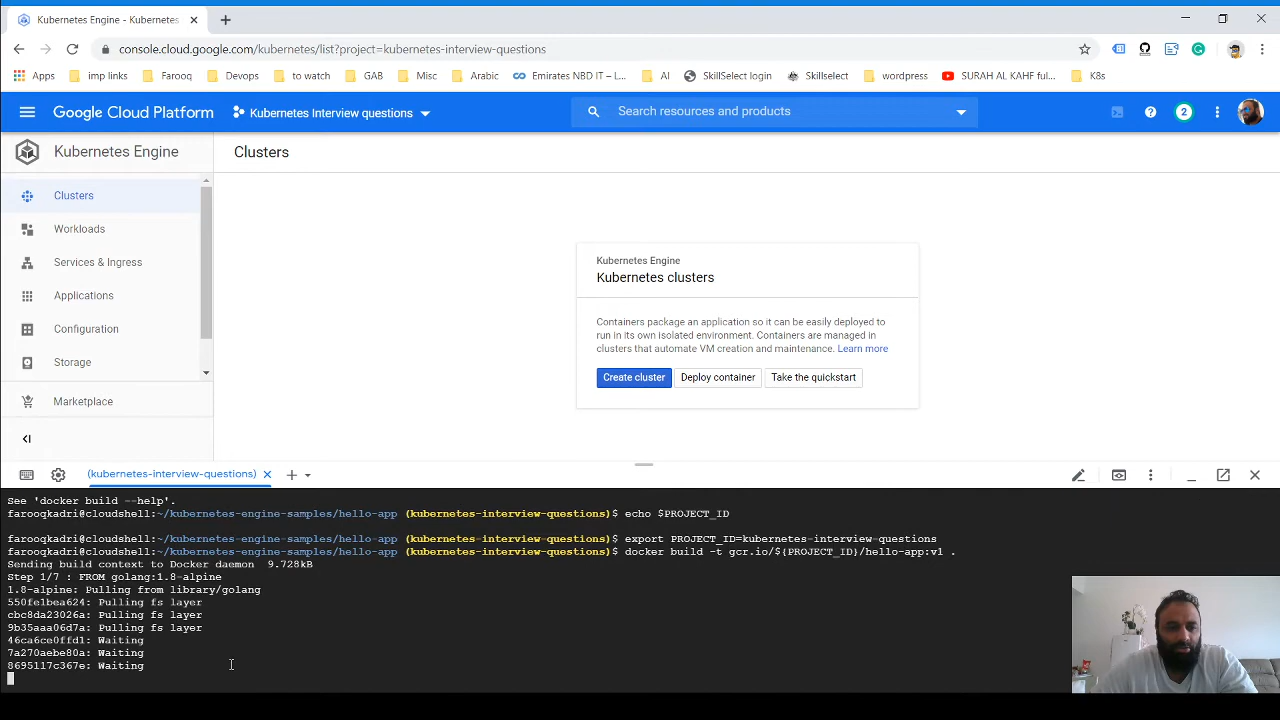 Kubernetes Engine - Kubernetes
console.cloud.google.com/kubernetes/list?project=kubernetes-interview-questions
Apps
imp links
Farooq
Devops
to watch
GAB
Misc
Arabic
Emirates NBD IT – L...
AI
SkillSelect login
Skillselect
wordpress
SURAH AL KAHF ful...
K8s
Google Cloud Platform
Kubernetes Interview questions
Search resources and products
2
Kubernetes Engine
Clusters
Clusters
Workloads
Services & Ingress
Applications
Configuration
Storage
Marketplace
Kubernetes Engine
Kubernetes clusters
Containers package an application so it can be easily deployed to
run in its own isolated environment. Containers are managed in
clusters that automate VM creation and maintenance. Learn more
Create cluster
Deploy container
Take the quickstart
(kubernetes-interview-questions)
See 'docker build --help'.
farooqkadri@cloudshell:~/kubernetes-engine-samples/hello-app (kubernetes-interview-questions)$ echo $PROJECT_ID
farooqkadri@cloudshell:~/kubernetes-engine-samples/hello-app (kubernetes-interview-questions)$ export PROJECT_ID=kubernetes-interview-questions
farooqkadri@cloudshell:~/kubernetes-engine-samples/hello-app (kubernetes-interview-questions)$ docker build -t gcr.io/${PROJECT_ID}/hello-app:v1 .
Sending build context to Docker daemon  9.728kB
Step 1/7 : FROM golang:1.8-alpine
1.8-alpine: Pulling from library/golang
550fe1bea624: Pulling fs layer
cbc8da23026a: Pulling fs layer
9b35aaa06d7a: Pulling fs layer
46ca6ce0ffd1: Waiting
7a270aebe80a: Waiting
8695117c367e: Waiting